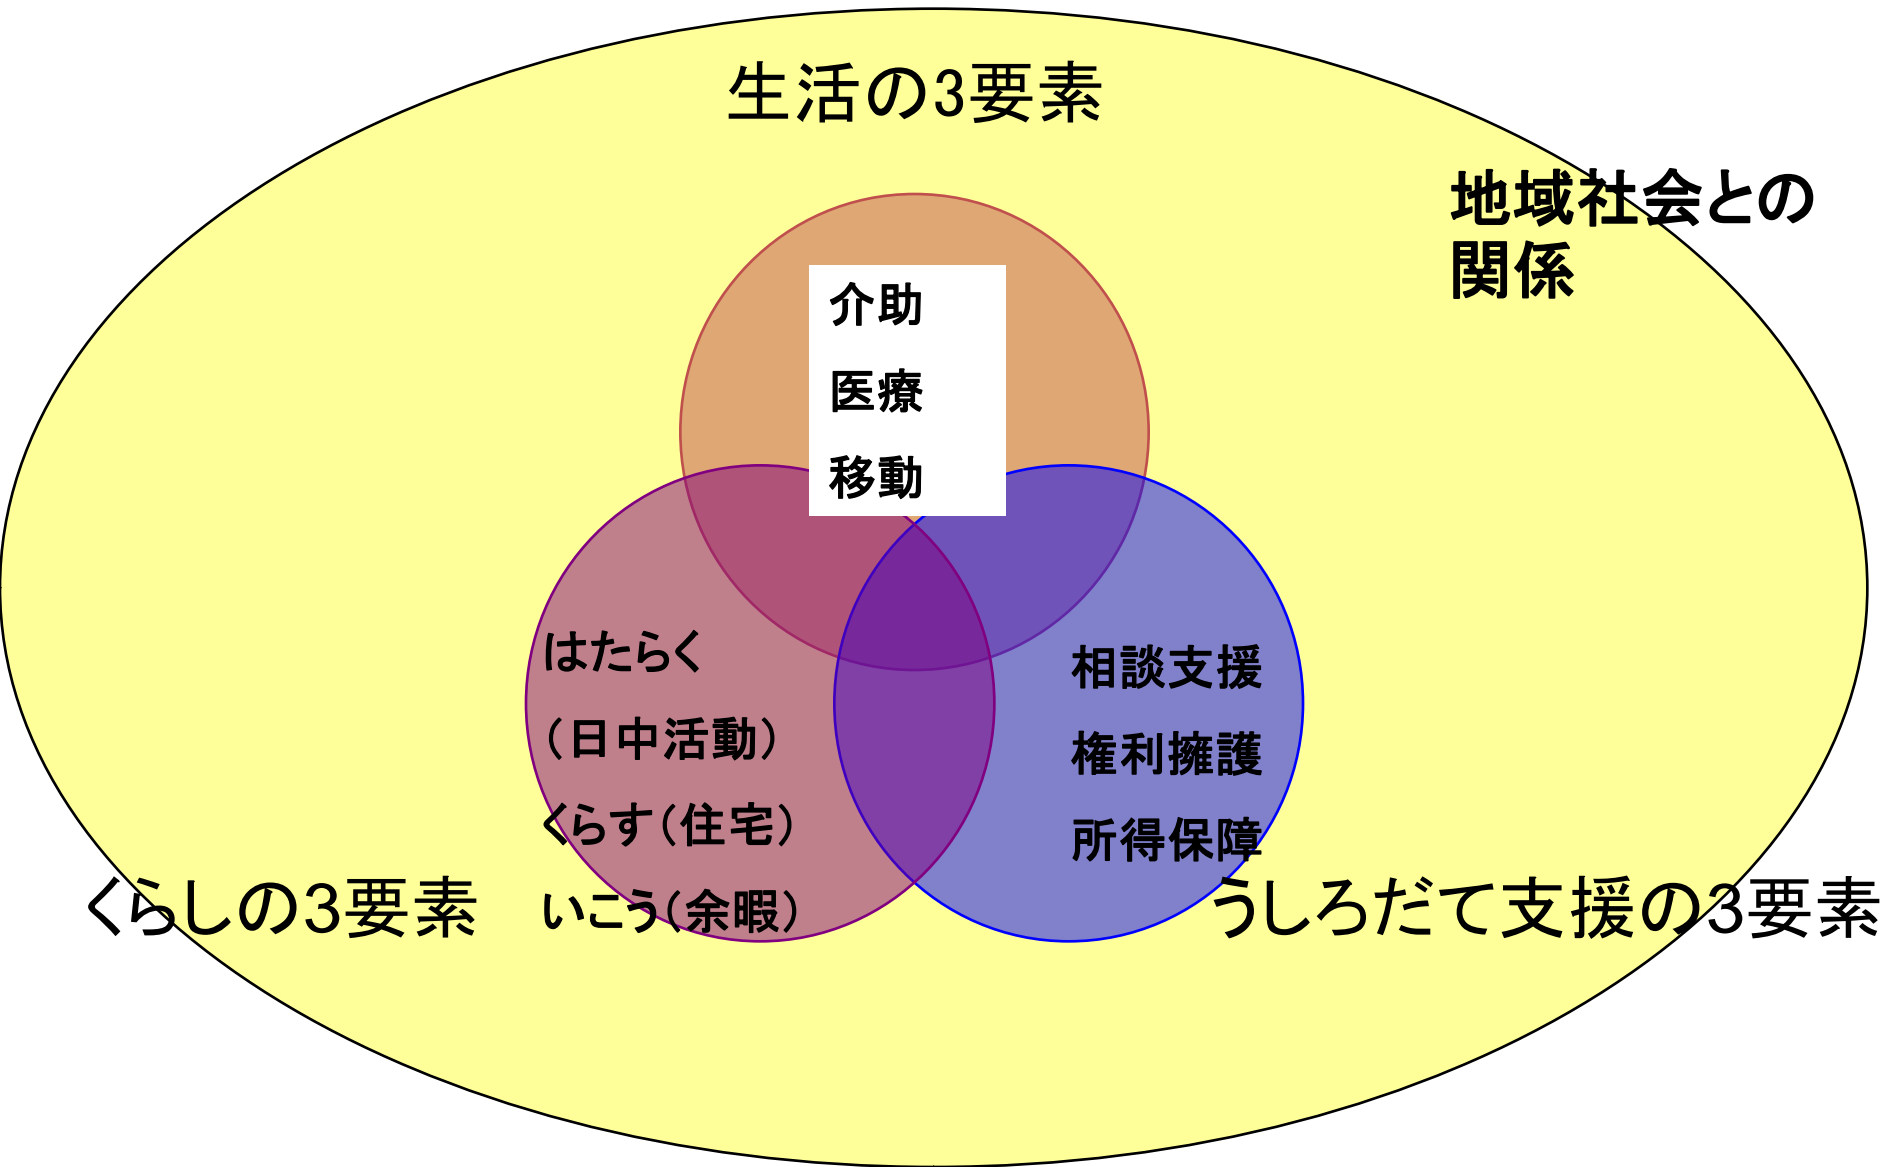 生活の3要素
地域社会との
関係
介助
医療
移動
はたらく
（日中活動）
くらす（住宅）
いこう（余暇）
相談支援
権利擁護
所得保障
くらしの3要素
うしろだて支援の3要素